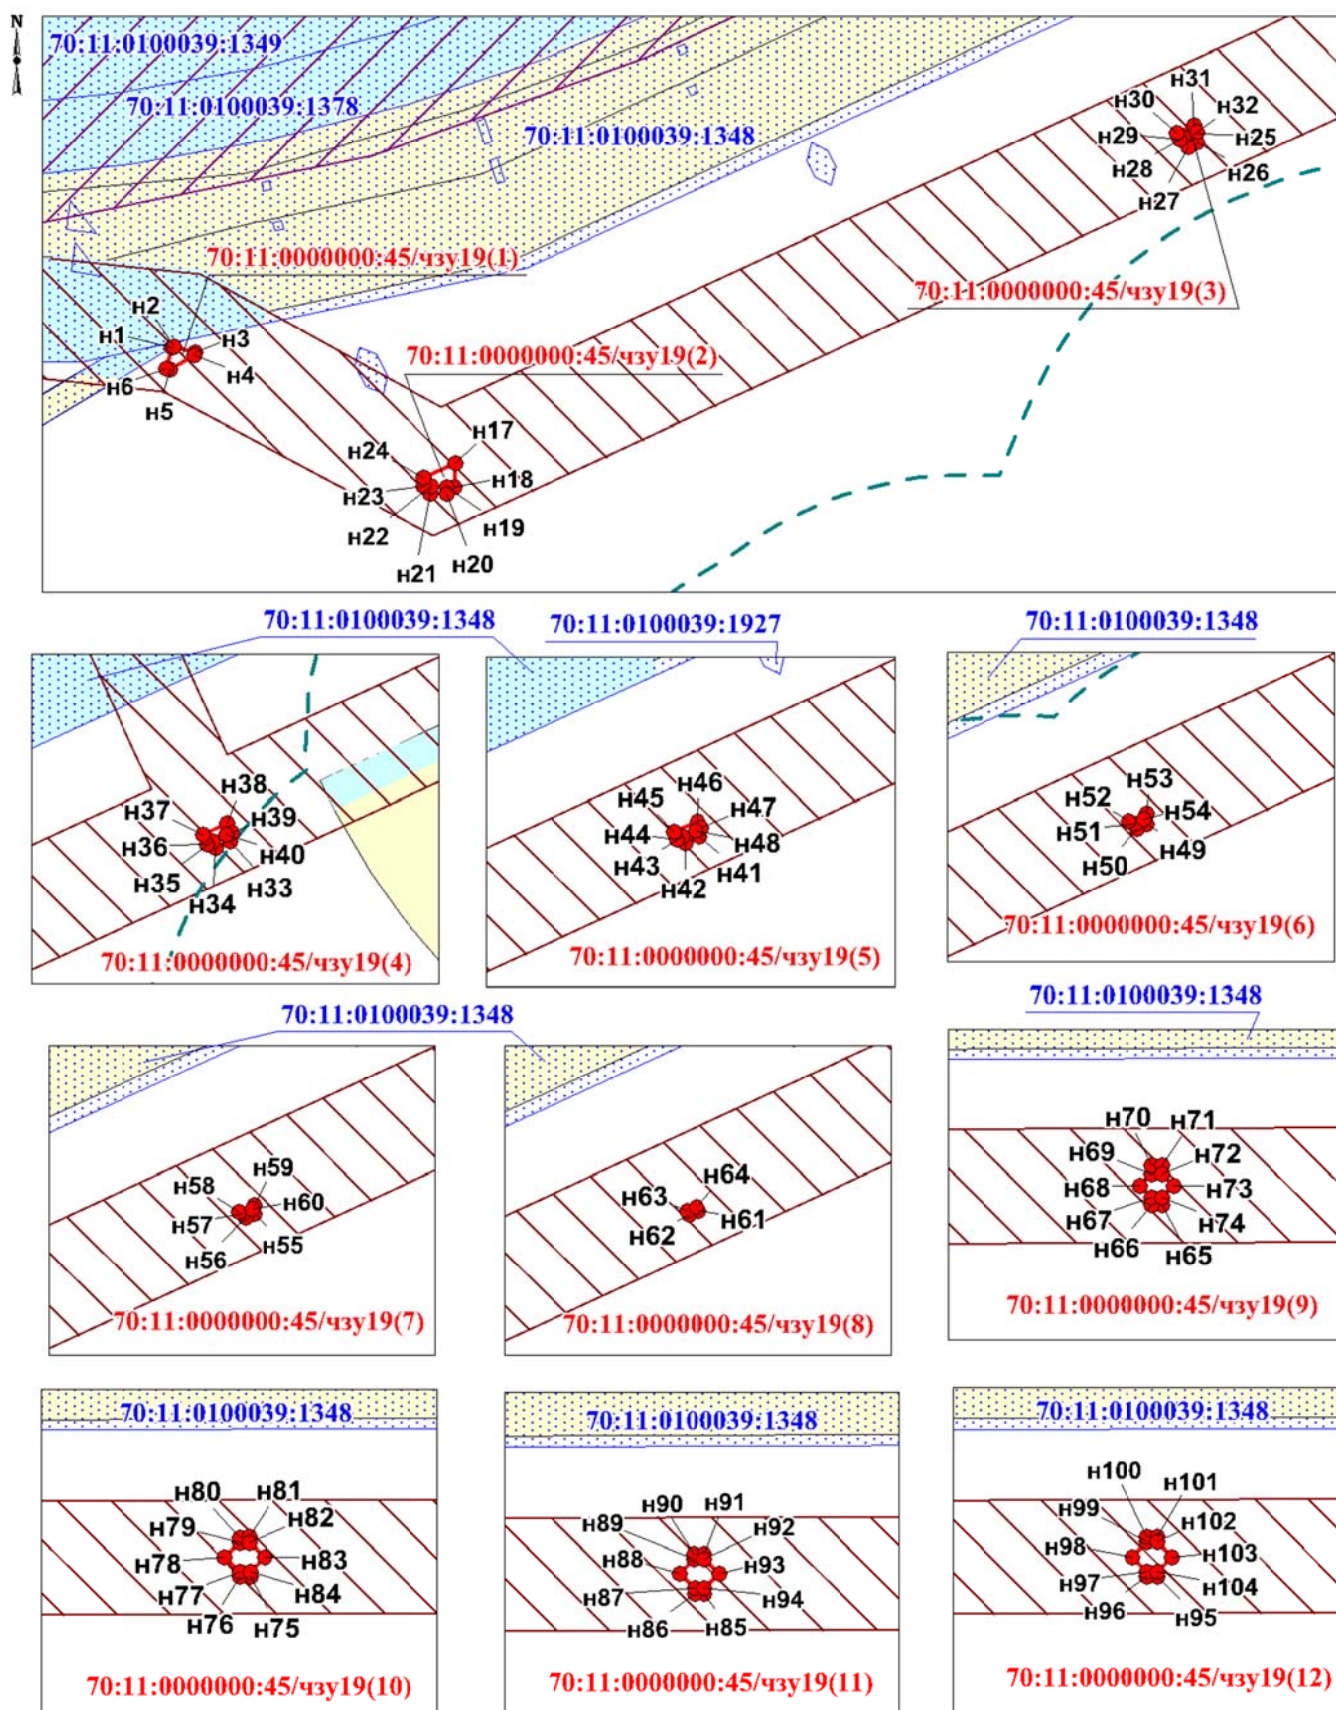 N
70:11:0100039:1349
70:11:0100039:1378
70:11:0100039:1348
н31
н30
н32
н29
н25
н28
н26
н27
70:11:0000000:45/чзу19(1)
70:11:0000000:45/чзу19(3)
н2
н1
н3
н4
н6
н5
70:11:0000000:45/чзу19(2)
н17
н24
н18
н23
н19
н22
н20
н21
70:11:0100039:1348
70:11:0100039:1927
70:11:0100039:1348
н38
н37
н39
н36
н40
н35
н33
н34
70:11:0000000:45/чзу19(4)
н46
н45
н47
н44
н48
н43
н41
н42
70:11:0000000:45/чзу19(5)
н53
н52
н54
н51
н49
н50
70:11:0000000:45/чзу19(6)
70:11:0100039:1348
70:11:0100039:1348
н59
н58
н60
н57
н55
н56
70:11:0000000:45/чзу19(7)
н64
н63
н61
н62
70:11:0000000:45/чзу19(8)
н70
н71
н69
н72
н68
н73
н67
н74
н66
н65
70:11:0000000:45/чзу19(9)
70:11:0100039:1348
н80
н81
н79
н82
н78
н83
н77
н84
н76
н75
70:11:0000000:45/чзу19(10)
70:11:0100039:1348
н90
н91
н89
н92
н88
н93
н87
н94
н86
н85
70:11:0000000:45/чзу19(11)
70:11:0100039:1348
н100
н101
н99
н102
н98
н103
н97
н104
н96
н95
70:11:0000000:45/чзу19(12)